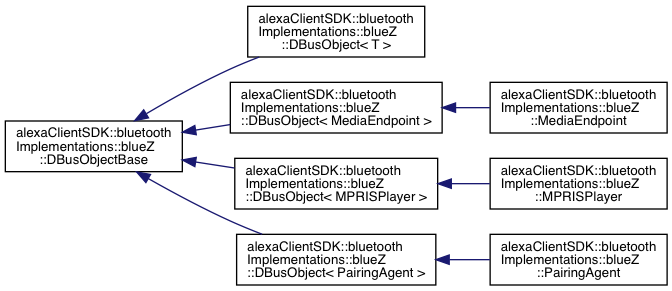 alexaClientSDK::bluetooth
Implementations::blueZ
::DBusObject< T >
alexaClientSDK::bluetooth
Implementations::blueZ
::DBusObject< MediaEndpoint >
alexaClientSDK::bluetooth
Implementations::blueZ
::MediaEndpoint
alexaClientSDK::bluetooth
Implementations::blueZ
::DBusObjectBase
alexaClientSDK::bluetooth
Implementations::blueZ
::DBusObject< MPRISPlayer >
alexaClientSDK::bluetooth
Implementations::blueZ
::MPRISPlayer
alexaClientSDK::bluetooth
Implementations::blueZ
::DBusObject< PairingAgent >
alexaClientSDK::bluetooth
Implementations::blueZ
::PairingAgent